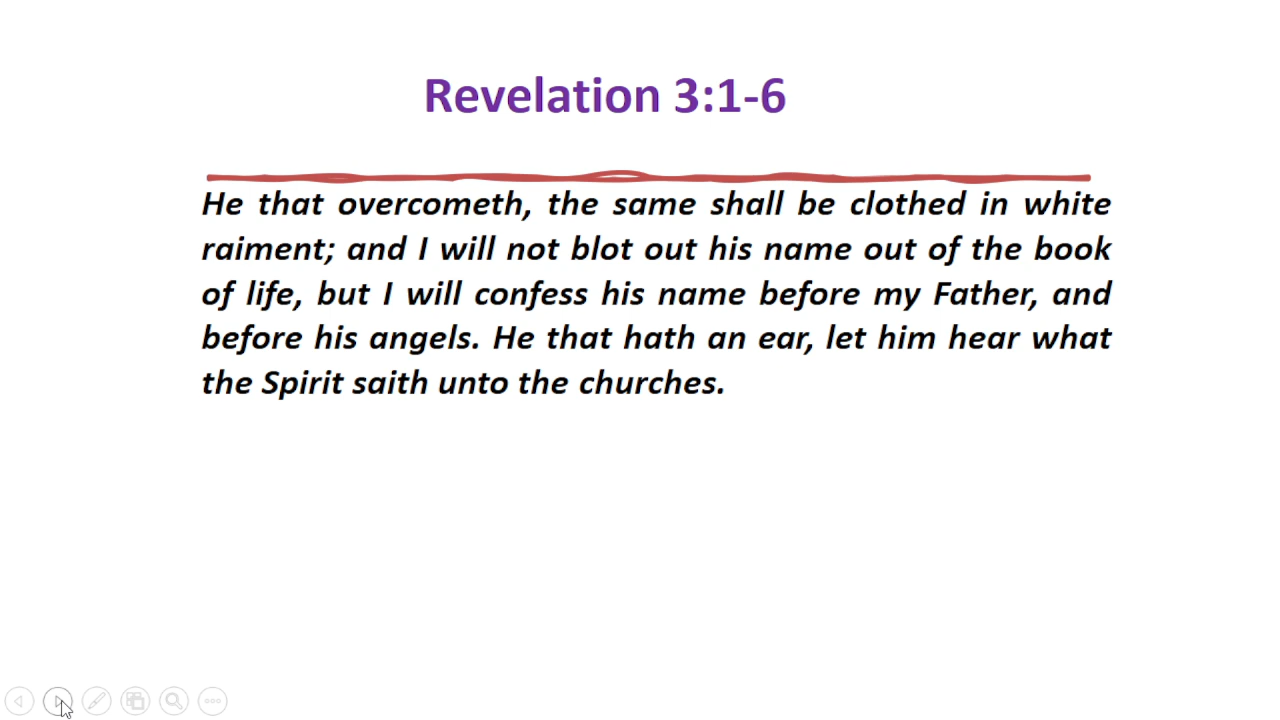 Revelation 3:1-6
He that overcometh, the same shall be clothed in white
raiment; and I will not blot out his name out of the book
of life, but I will confess his name before my Father, and
before his angels. He that hath an ear, let him hear what
the Spirit saith unto the churches.